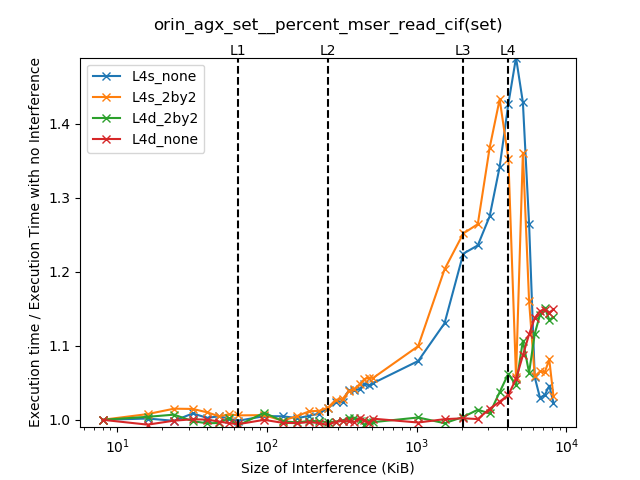 orin_agx_set__percent_mser_read_cif(set)
L1 L2 L3 L4
L4s_none
L4s_2by2
L4d_2by2
L4d_none
Execution time / Execution Time with no Interference
1.4
1.3
1.2
1.1
1.0
10¹ 10² 10³ 10⁴
Size of Interference (KiB)